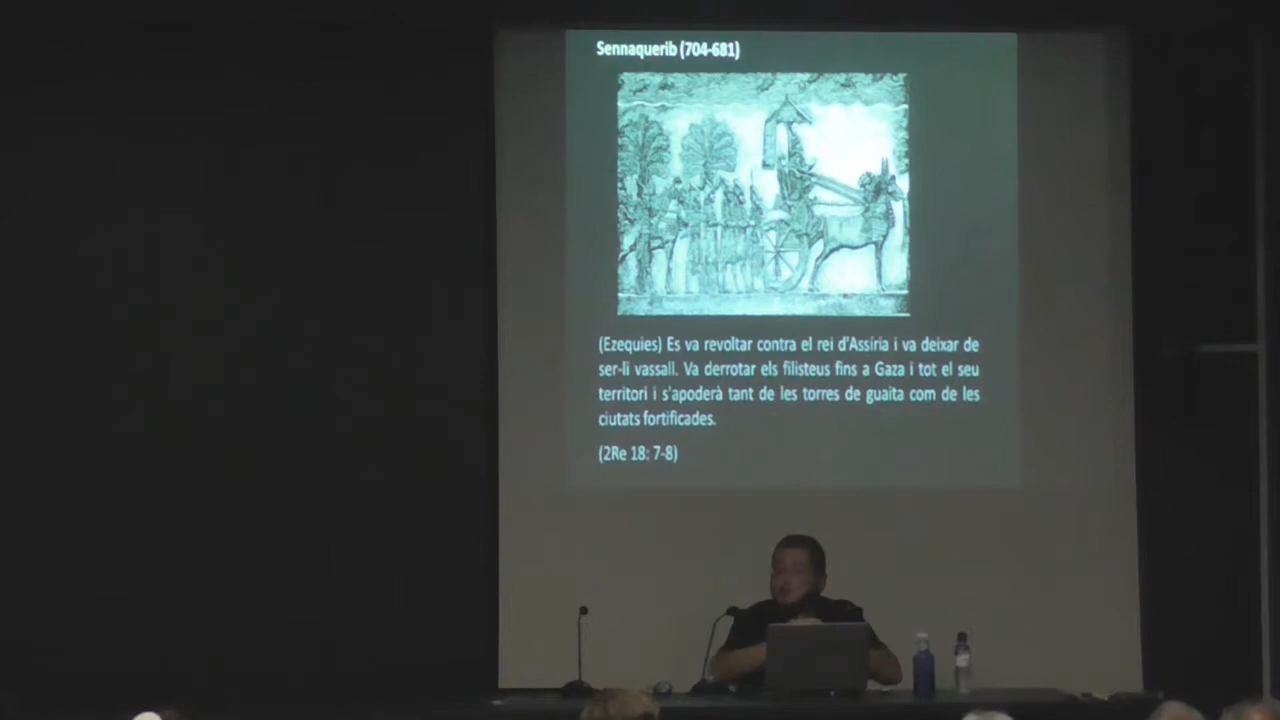 Sennaquerib (704-681)
(Ezequies) Es va revoltar contra el rei d'Assíria i va deixar de
ser-li vassall. Va derrotar els filisteus fins a Gaza i tot el seu
territori i s'apoderà tant de les torres de guaita com de les
ciutats fortificades.
(2Re 18: 7-8)